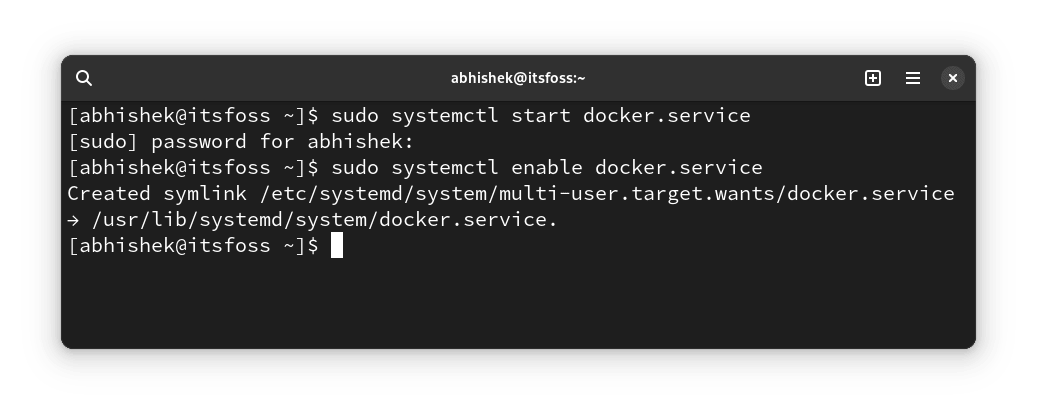 abhishek@itsfoss:~
[abhishek@itsfoss ~]$ sudo systemctl start docker.service
[sudo] password for abhishek:
[abhishek@itsfoss ~]$ sudo systemctl enable docker.service
Created symlink /etc/systemd/system/multi-user.target.wants/docker.service
→ /usr/lib/systemd/system/docker.service.
[abhishek@itsfoss ~]$